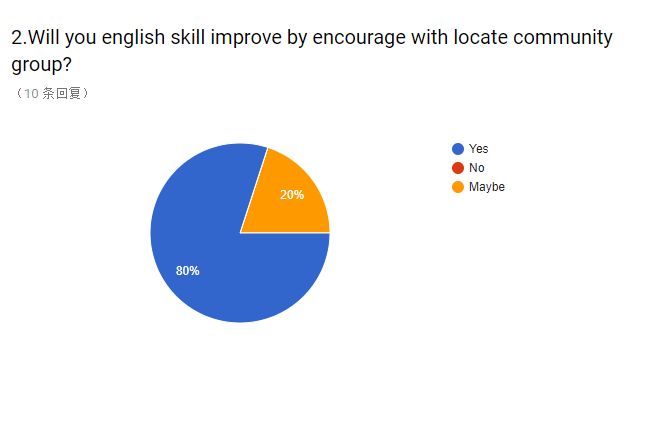 2.Will you english skill improve by encourage with locate community
group?
（10 条回复）
Yes
No
Maybe
20%
80%